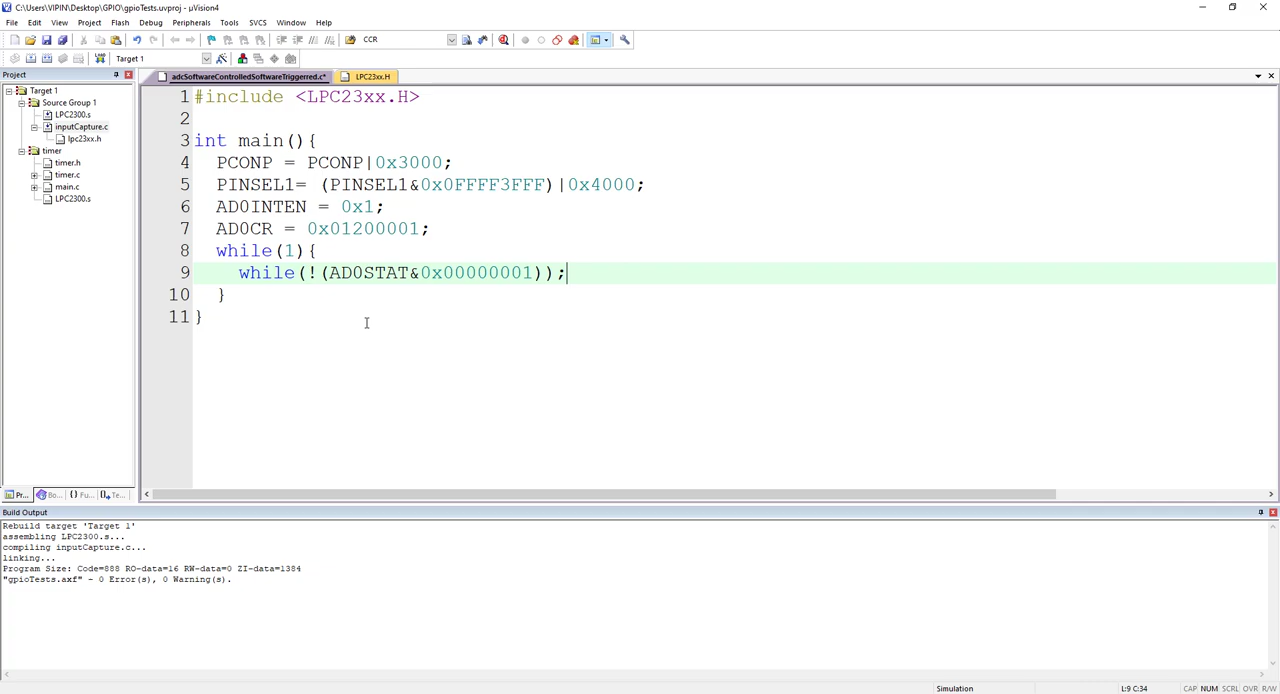 C:\Users\VIPIN\Desktop\GPIO\gpioTests.uvproj - µVision4
File Edit View Project Flash Debug Peripherals Tools SVCS Window Help
CCR
Target 1
Project
adcSoftwareControlledSoftwareTriggerred.c* LPC23xx.H
Target 1
Source Group 1
LPC2300.s
inputCapture.c
lpc23xx.h
timer
timer.h
timer.c
main.c
LPC2300.s
1 #include <LPC23xx.H>
2
3 int main(){
4 PCONP = PCONP|0x3000;
5 PINSEL1= (PINSEL1&0x0FFFF3FFF)|0x4000;
6 AD0INTEN = 0x1;
7 AD0CR = 0x01200001;
8 while(1){
9 while(!(AD0STAT&0x00000001));
10 }
11 }
Pr... Bo... {} Fu... Te...
Build Output
Rebuild target 'Target 1'
assembling LPC2300.s...
compiling inputCapture.c...
linking...
Program Size: Code=888 RO-data=16 RW-data=0 ZI-data=1384
"gpioTests.axf" - 0 Error(s), 0 Warning(s).
Simulation L:9 C:34 CAP NUM SCRL OVR R/W